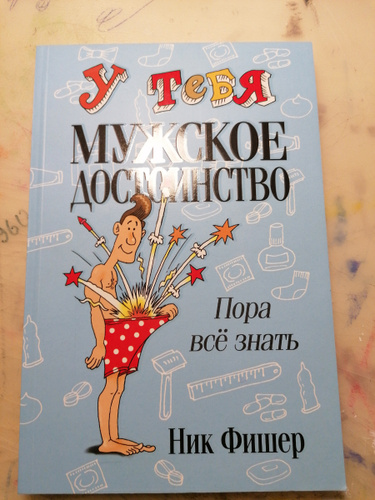 У ТЕБЯ
МУЖСКОЕ
ДОСТОИНСТВО
Пора
всё знать
Ник Фишер